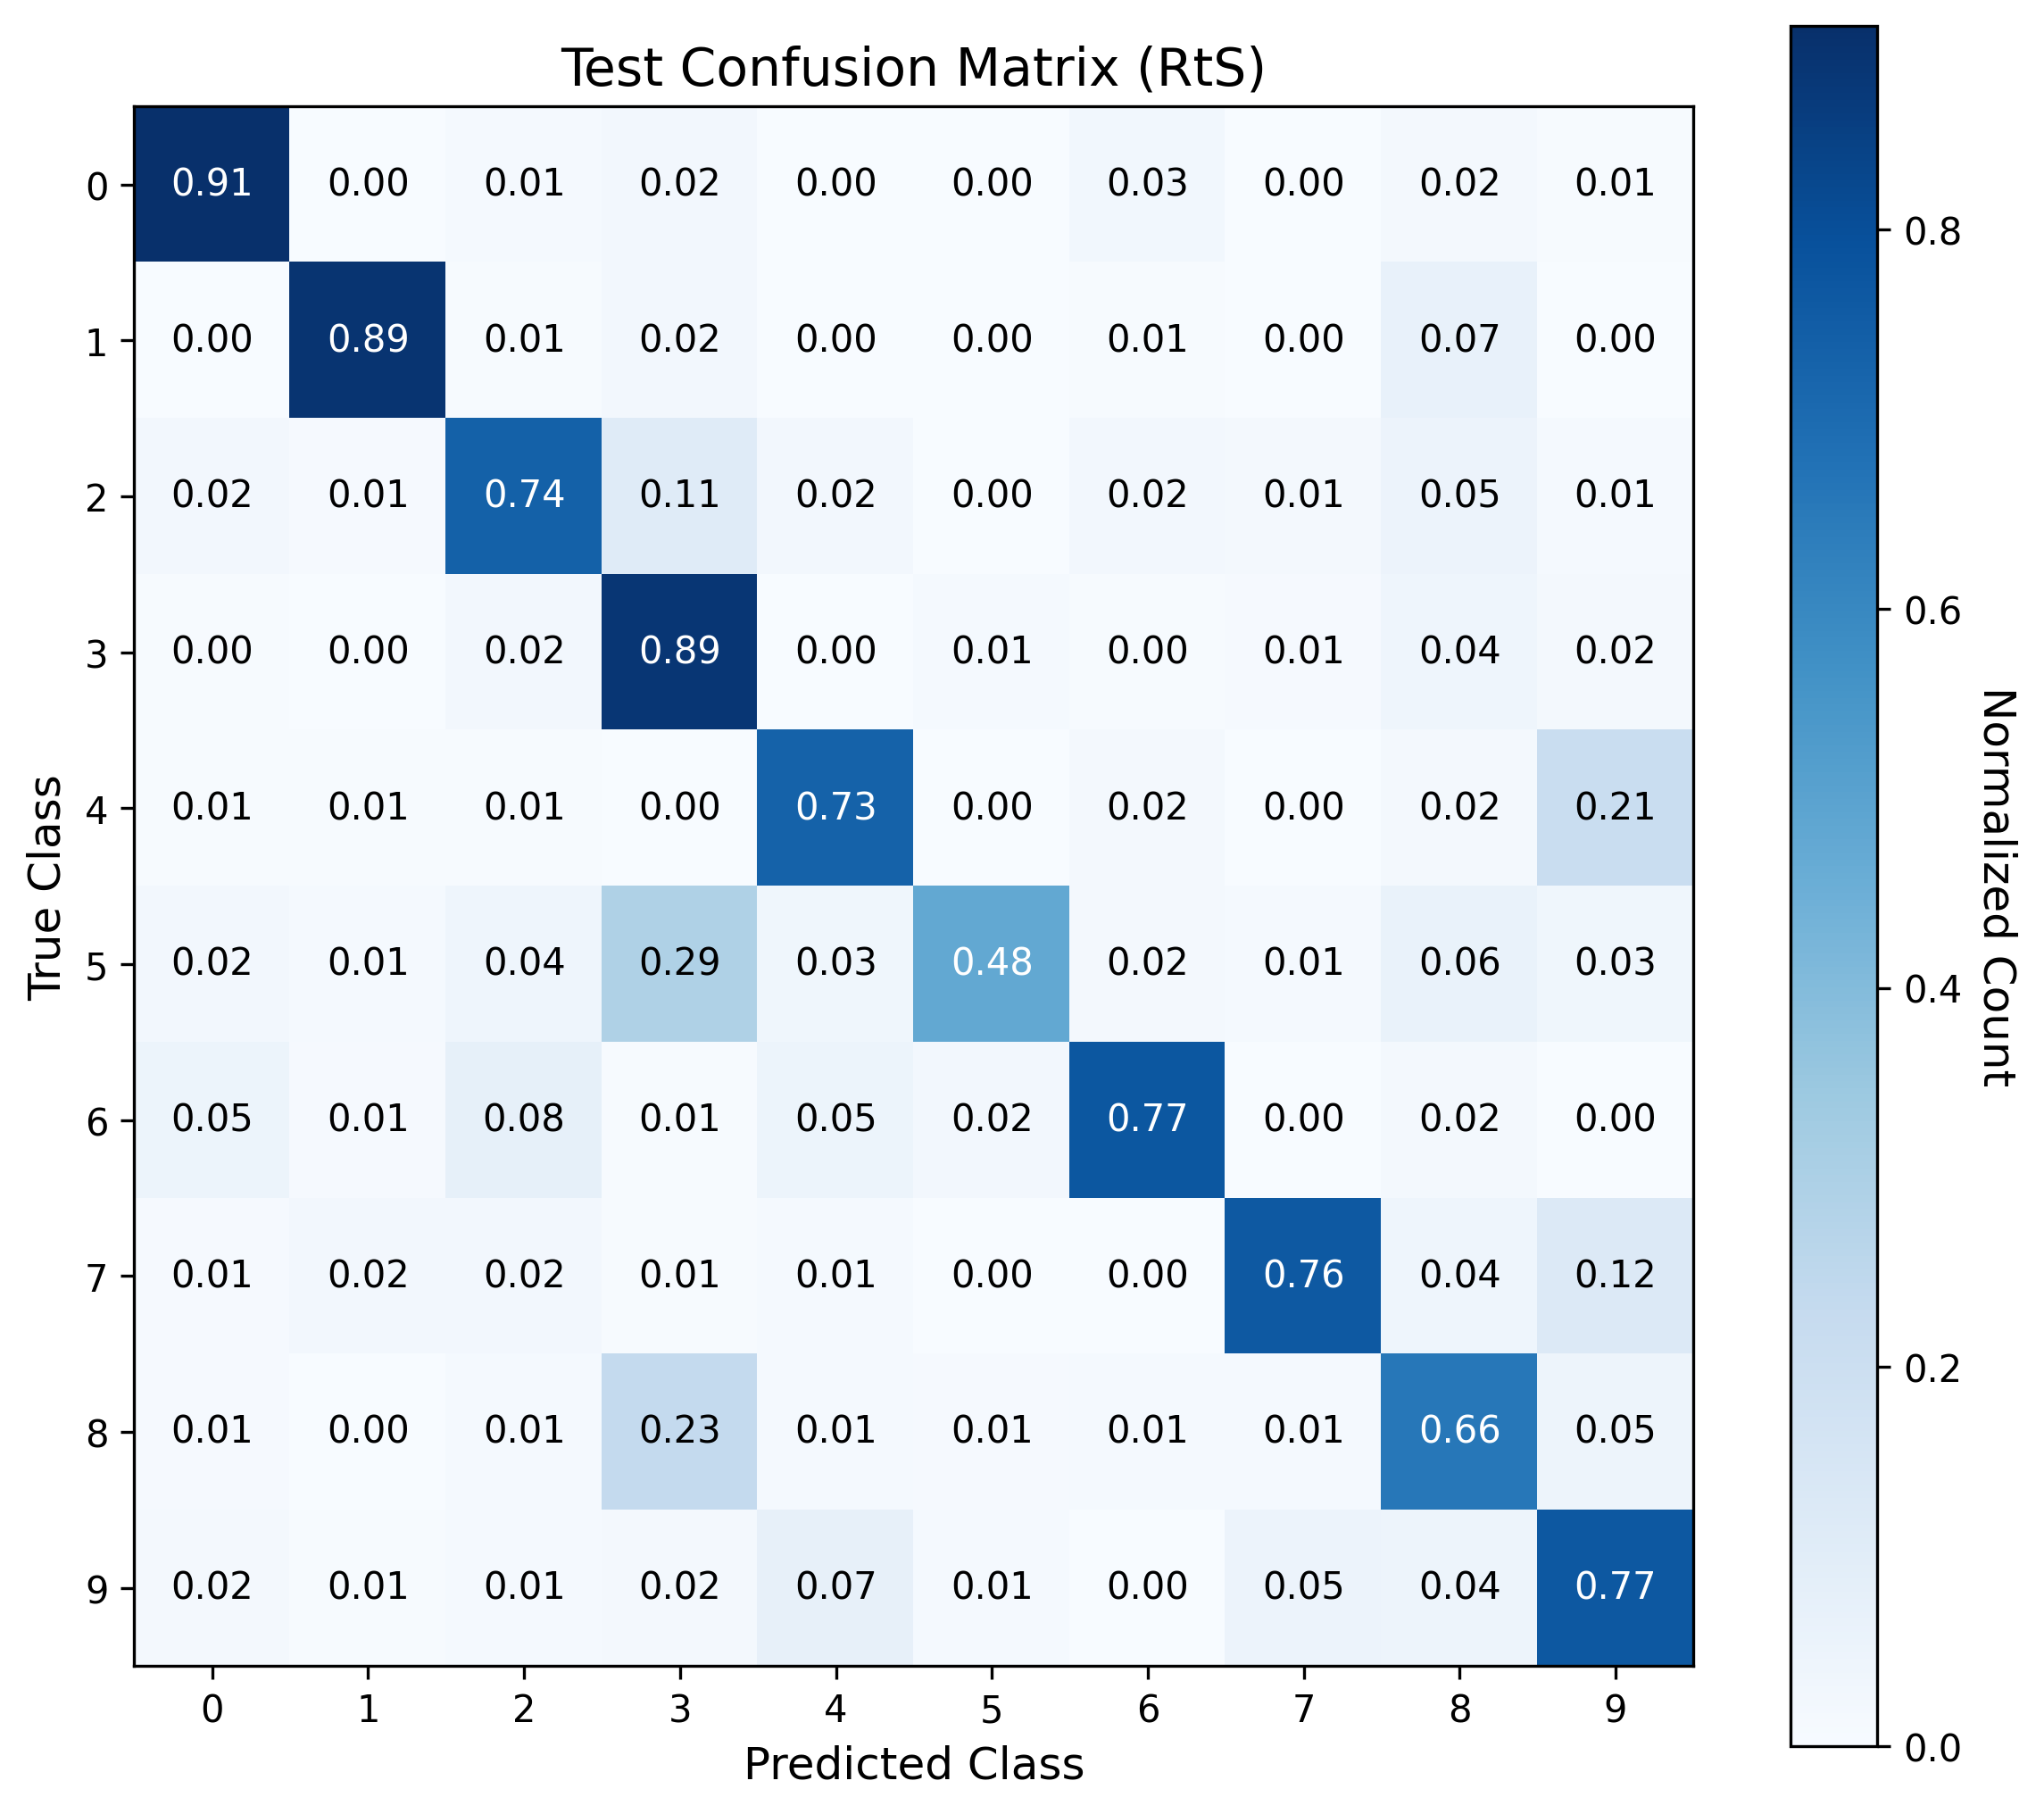 Test Confusion Matrix (RtS)
0 0.91 0.00 0.01 0.02 0.00 0.00 0.03 0.00 0.02 0.01
1 0.00 0.89 0.01 0.02 0.00 0.00 0.01 0.00 0.07 0.00
2 0.02 0.01 0.74 0.11 0.02 0.00 0.02 0.01 0.05 0.01
3 0.00 0.00 0.02 0.89 0.00 0.01 0.00 0.01 0.04 0.02
4 0.01 0.01 0.01 0.00 0.73 0.00 0.02 0.00 0.02 0.21
5 0.02 0.01 0.04 0.29 0.03 0.48 0.02 0.01 0.06 0.03
6 0.05 0.01 0.08 0.01 0.05 0.02 0.77 0.00 0.02 0.00
7 0.01 0.02 0.02 0.01 0.01 0.00 0.00 0.76 0.04 0.12
8 0.01 0.00 0.01 0.23 0.01 0.01 0.01 0.01 0.66 0.05
9 0.02 0.01 0.01 0.02 0.07 0.01 0.00 0.05 0.04 0.77
0 1 2 3 4 5 6 7 8 9
Predicted Class
True Class
0.8
0.6
0.4
0.2
0.0
Normalized Count